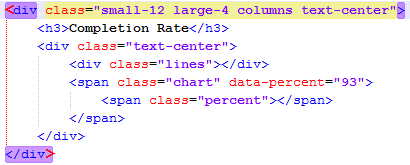 <div class="small-12 large-4 columns text-center">
<h3>Completion Rate</h3>
<div class="text-center">
<div class="lines"></div>
<span class="chart" data-percent="93">
<span class="percent"></span>
</span>
</div>
</div>